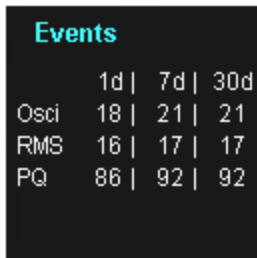 Events
1d | 7d | 30d
Osci 18 | 21 | 21
RMS 16 | 17 | 17
PQ 86 | 92 | 92